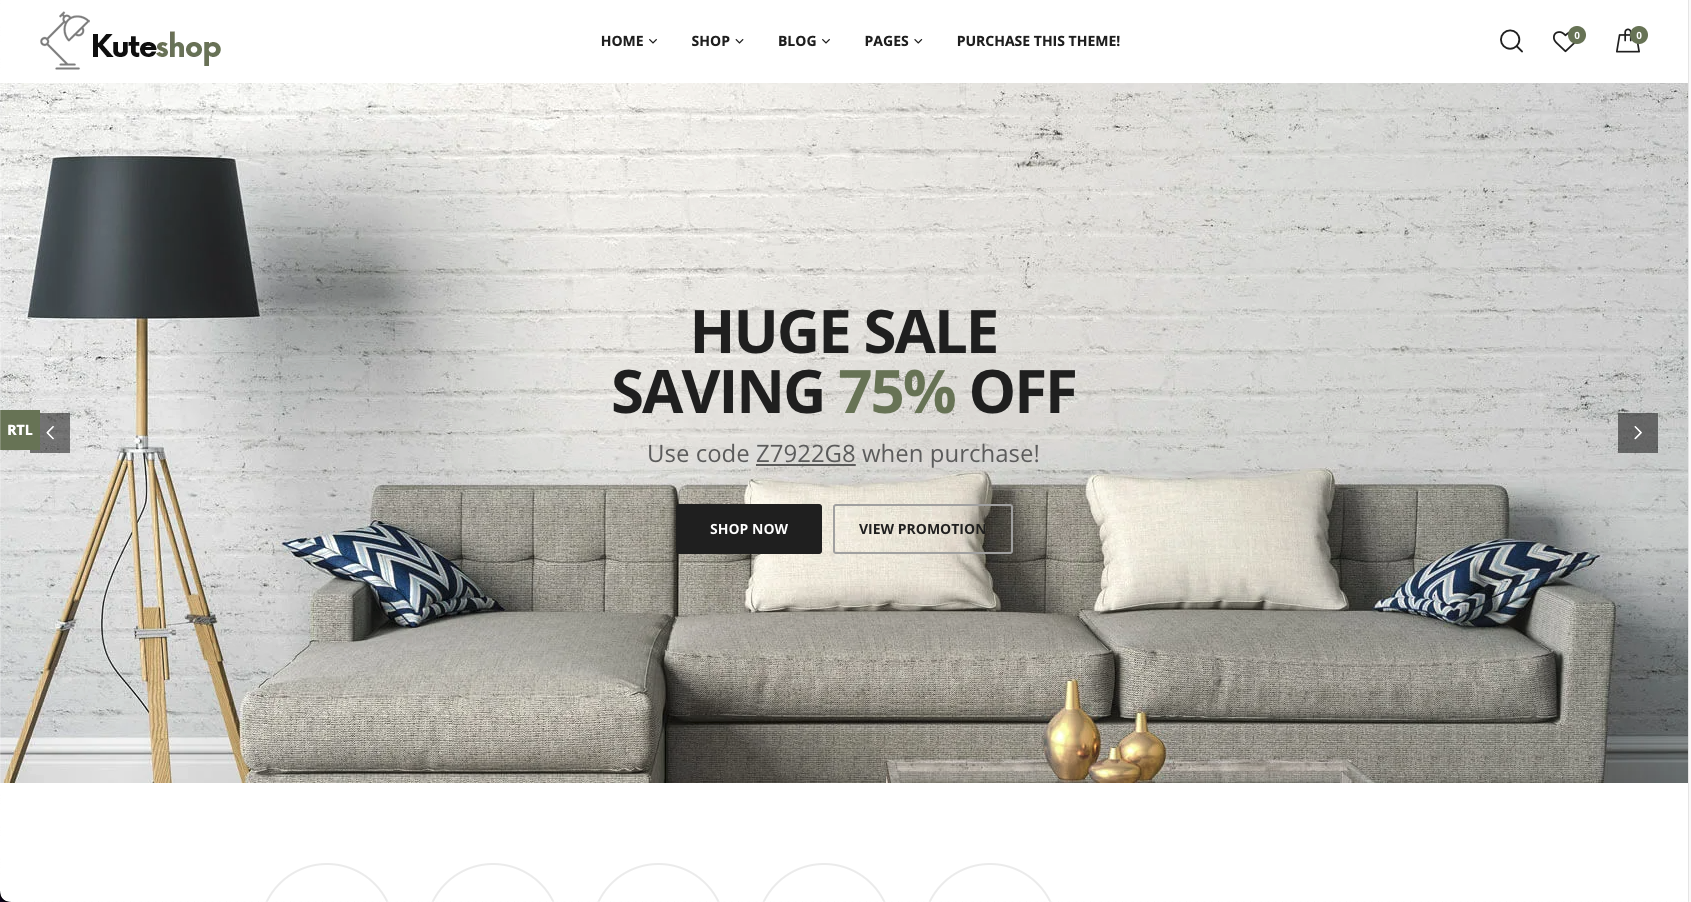 Kuteshop
HOME
SHOP
BLOG
PAGES
PURCHASE THIS THEME!
0
0
HUGE SALE
SAVING 75% OFF
RTL
Use code Z7922G8 when purchase!
SHOP NOW
VIEW PROMOTION